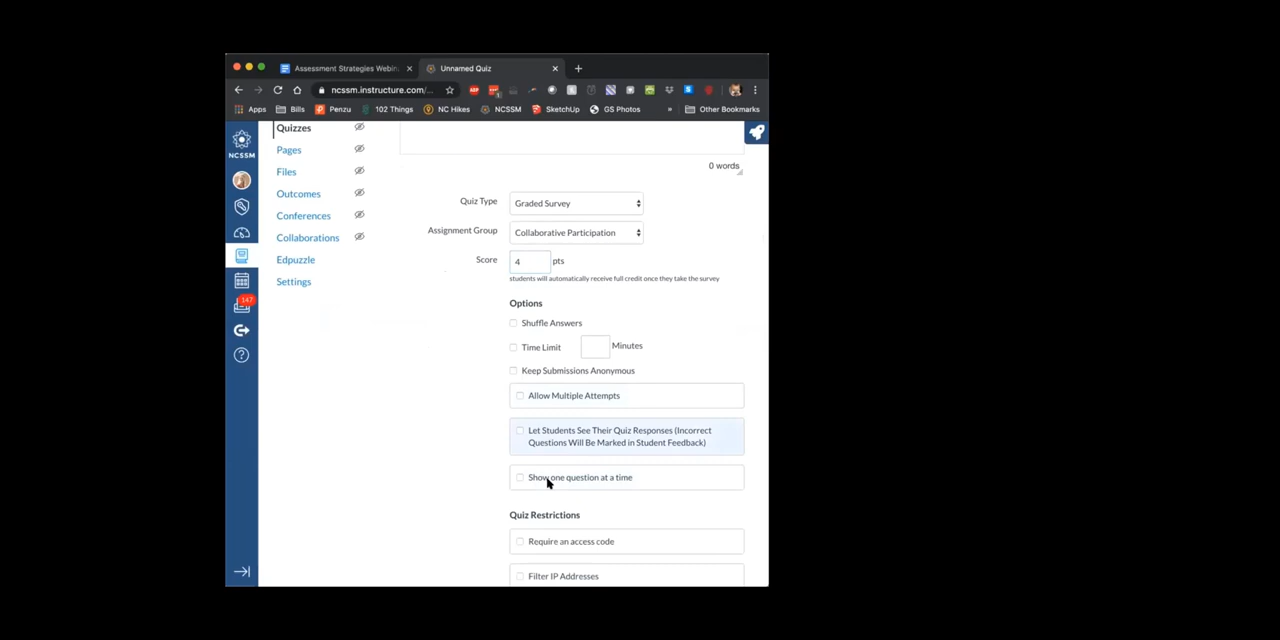 Assessment Strategies Webin
Unnamed Quiz
ncssm.instructure.com/...
Apps
Bills
Penzu
102 Things
NC Hikes
NCSSM
SketchUp
GS Photos
»
Other Bookmarks
NCSSM
147
Quizzes
Pages
Files
Outcomes
Conferences
Collaborations
Edpuzzle
Settings
0 words
Quiz Type
Graded Survey
Assignment Group
Collaborative Participation
Score
4
pts
students will automatically receive full credit once they take the survey
Options
Shuffle Answers
Time Limit
Minutes
Keep Submissions Anonymous
Allow Multiple Attempts
Let Students See Their Quiz Responses (Incorrect
Questions Will Be Marked in Student Feedback)
Show one question at a time
Quiz Restrictions
Require an access code
Filter IP Addresses